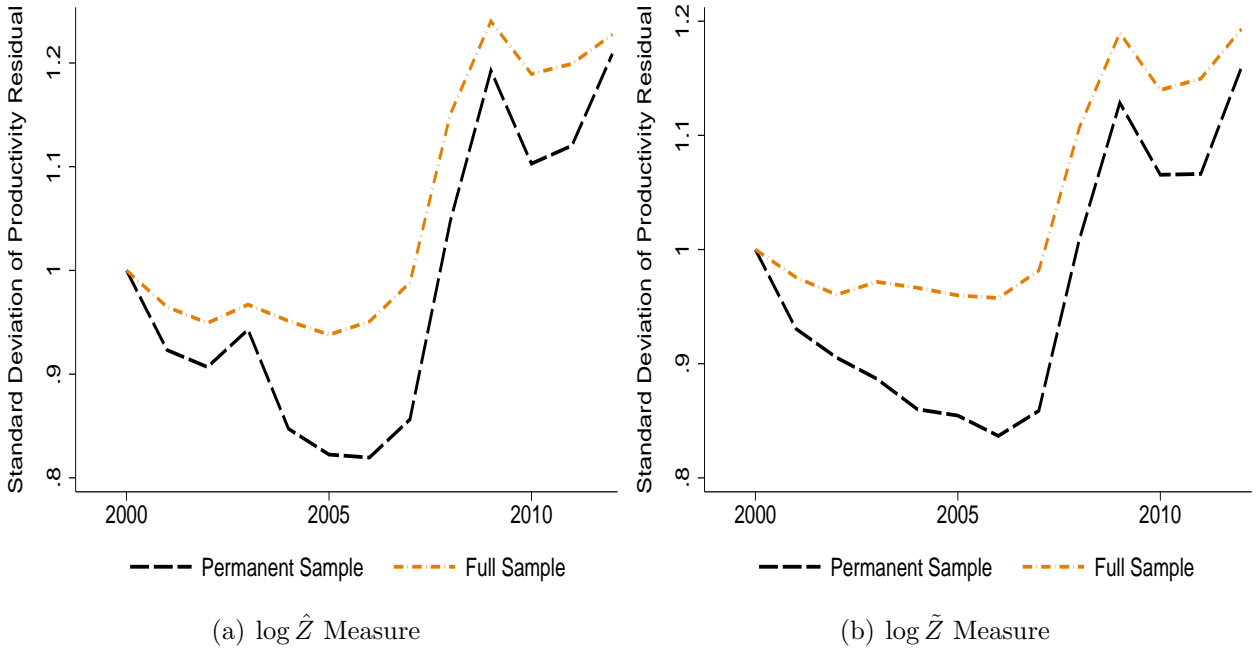 Standard Deviation of Productivity Residual
1.2
1.1
1
.9
.8
2000
2005
2010
Permanent Sample
Full Sample
(a) log Ẑ Measure
Standard Deviation of Productivity Residual
1.2
1.1
1
.9
.8
2000
2005
2010
Permanent Sample
Full Sample
(b) log Z̃ Measure